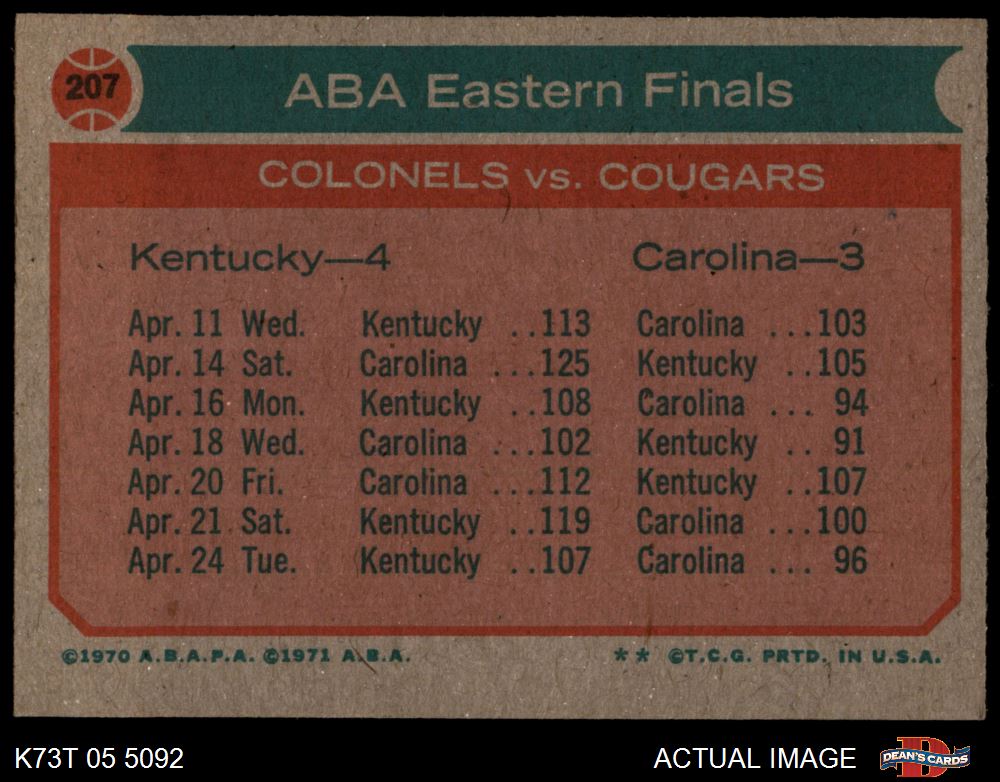 207
ABA Eastern Finals
COLONELS vs. COUGARS
Kentucky—4 Carolina—3
Apr. 11 Wed. Kentucky ..113 Carolina ...103
Apr. 14 Sat. Carolina ...125 Kentucky ..105
Apr. 16 Mon. Kentucky ..108 Carolina ... 94
Apr. 18 Wed. Carolina ...102 Kentucky .. 91
Apr. 20 Fri. Carolina ...112 Kentucky ..107
Apr. 21 Sat. Kentucky ..119 Carolina ...100
Apr. 24 Tue. Kentucky ..107 Carolina ... 96
©1970 A.B.A.P.A. ©1971 A.B.A. ** ©T.C.G. PRTD. IN U.S.A.
K73T 05 5092 ACTUAL IMAGE D DEAN'S CARDS